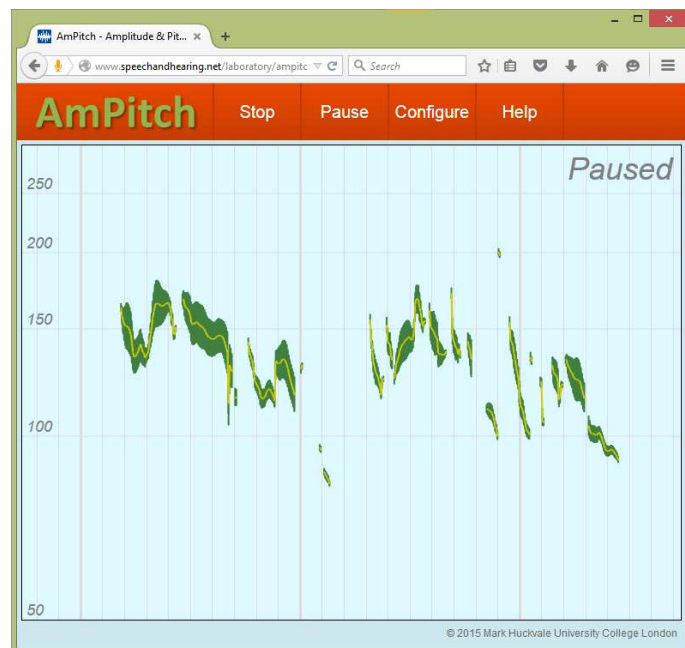 AmPitch - Amplitude & Pit...
www.speechandhearing.net/laboratory/ampitc
Search
AmPitch
Stop
Pause
Configure
Help
Paused
250
200
150
100
50
© 2015 Mark Huckvale University College London